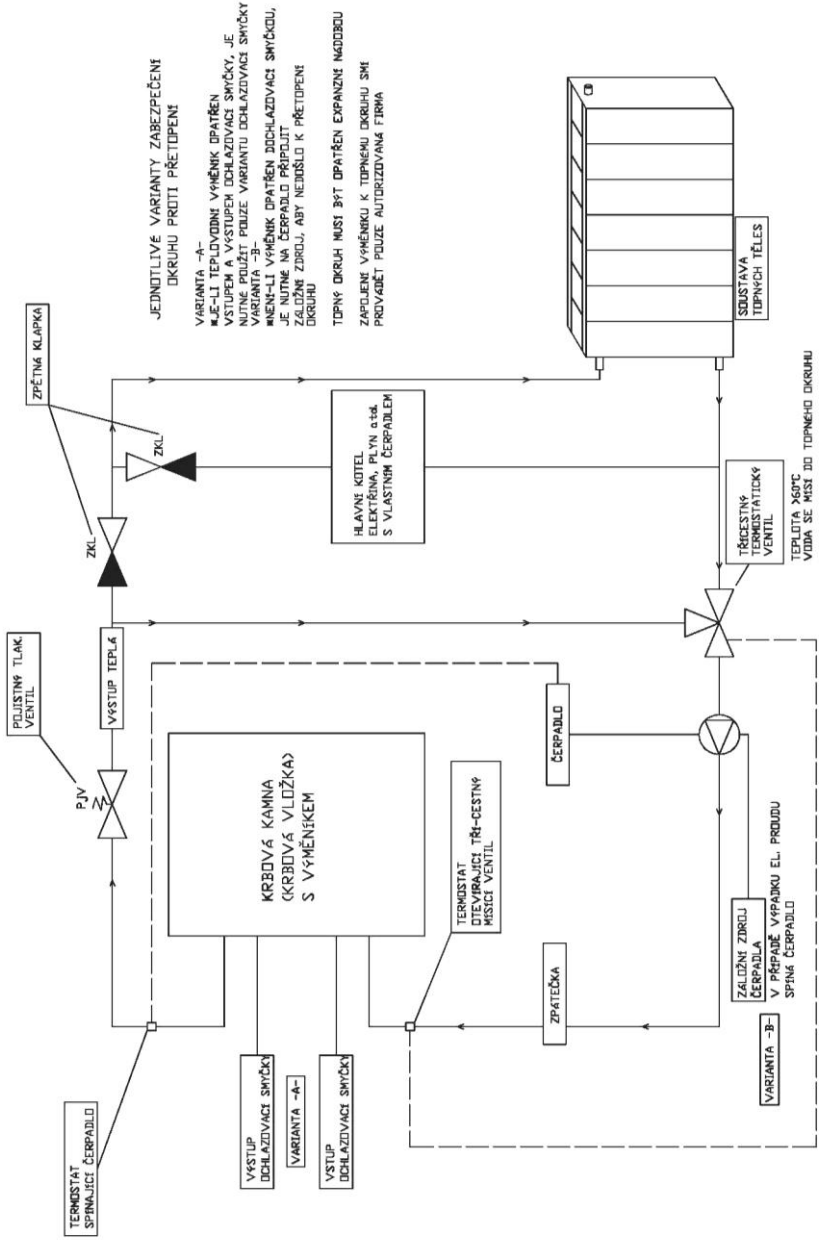 JEDNOTLIVÉ VARIANTY ZABEZPEČENÍ
OKRUHU PROTI PŘETOPENÍ
VARIANTA -A-
*JE-LI TEPLOVODNÍ VÝMĚNÍK OPATŘEN
VSTUPEM A VÝSTUPEM OCHLAZOVACÍ SMYČKY, JE
NUTNÉ POUŽÍT POUZE VARIANTU OCHLAZOVACÍ SMYČKY
VARIANTA -B-
*NENÍ-LI VÝMĚNÍK OPATŘEN DOCHLAZOVACÍ SMYČKOU,
JE NUTNÉ NA ČERPADLO PŘIPOJIT
ZÁLOŽNÍ ZDROJ, ABY NEDOŠLO K PŘETOPENÍ
OKRUHU
TOPNÝ OKRUH MUSÍ BÝT OPATŘEN EXPANZNÍ NÁDOBOU
ZAPOJENÍ VÝMĚNÍKU K TOPNÉMU OKRUHU SMÍ
PROVÁDĚT POUZE AUTORIZOVANÁ FIRMA
TERMOSTAT
SPÍNAJÍCÍ ČERPADLO
POJISTNÝ TLAK.
VENTIL
PJV
VÝSTUP TEPLÁ
ZKL
ZKL
ZPĚTNÁ KLAPKA
VÝSTUP
OCHLAZOVACÍ SMYČKY
VARIANTA -A-
VSTUP
OCHLAZOVACÍ SMYČKY
KRBOVÁ KAMNA
(KRBOVÁ VLOŽKA)
S VÝMĚNÍKEM
HLAVNÍ KOTEL
ELEKTŘINA, PLYN atd.
S VLASTNÍM ČERPADLEM
TERMOSTAT
OTEVÍRAJÍCÍ TŘÍ-CESTNÝ
MÍSÍCÍ VENTIL
ČERPADLO
ZPÁTEČKA
SOUSTAVA
TOPNÝCH TĚLES
TŘÍCESTNÝ
TERMOSTATICKÝ
VENTIL
TEPLOTA >60°C
VODA SE MÍSÍ DO TOPNÉHO OKRUHU
ZÁLOŽNÍ ZDROJ
ČERPADLA
V PŘÍPADĚ VÝPADKU EL. PROUDU
SPÍNÁ ČERPADLO
VARIANTA -B-